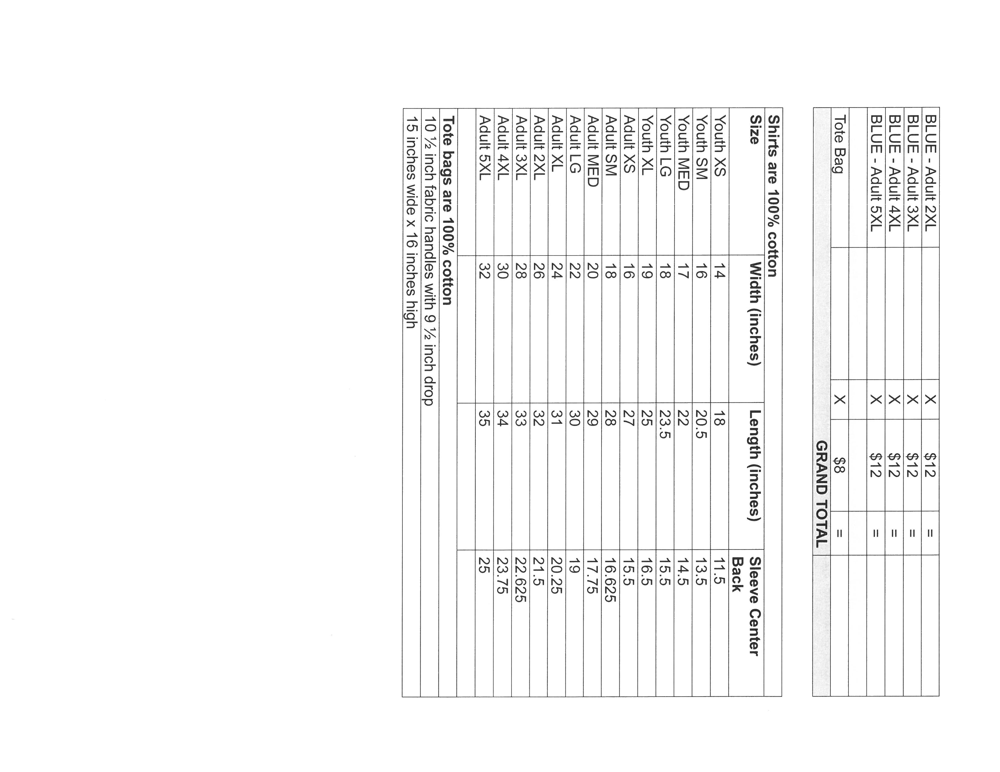 BLUE - Adult 2XL X $12 =
BLUE - Adult 3XL X $12 =
BLUE - Adult 4XL X $12 =
BLUE - Adult 5XL X $12 =
Tote Bag X $8 =
GRAND TOTAL
Shirts are 100% cotton
Size Width (inches) Length (inches) Sleeve Center
Back
Youth XS 14 18 11.5
Youth SM 16 20.5 13.5
Youth MED 17 22 14.5
Youth LG 18 23.5 15.5
Youth XL 19 25 16.5
Adult XS 16 27 15.5
Adult SM 18 28 16.625
Adult MED 20 29 17.75
Adult LG 22 30 19
Adult XL 24 31 20.25
Adult 2XL 26 32 21.5
Adult 3XL 28 33 22.625
Adult 4XL 30 34 23.75
Adult 5XL 32 35 25
Tote bags are 100% cotton
10 ½ inch fabric handles with 9 ½ inch drop
15 inches wide x 16 inches high